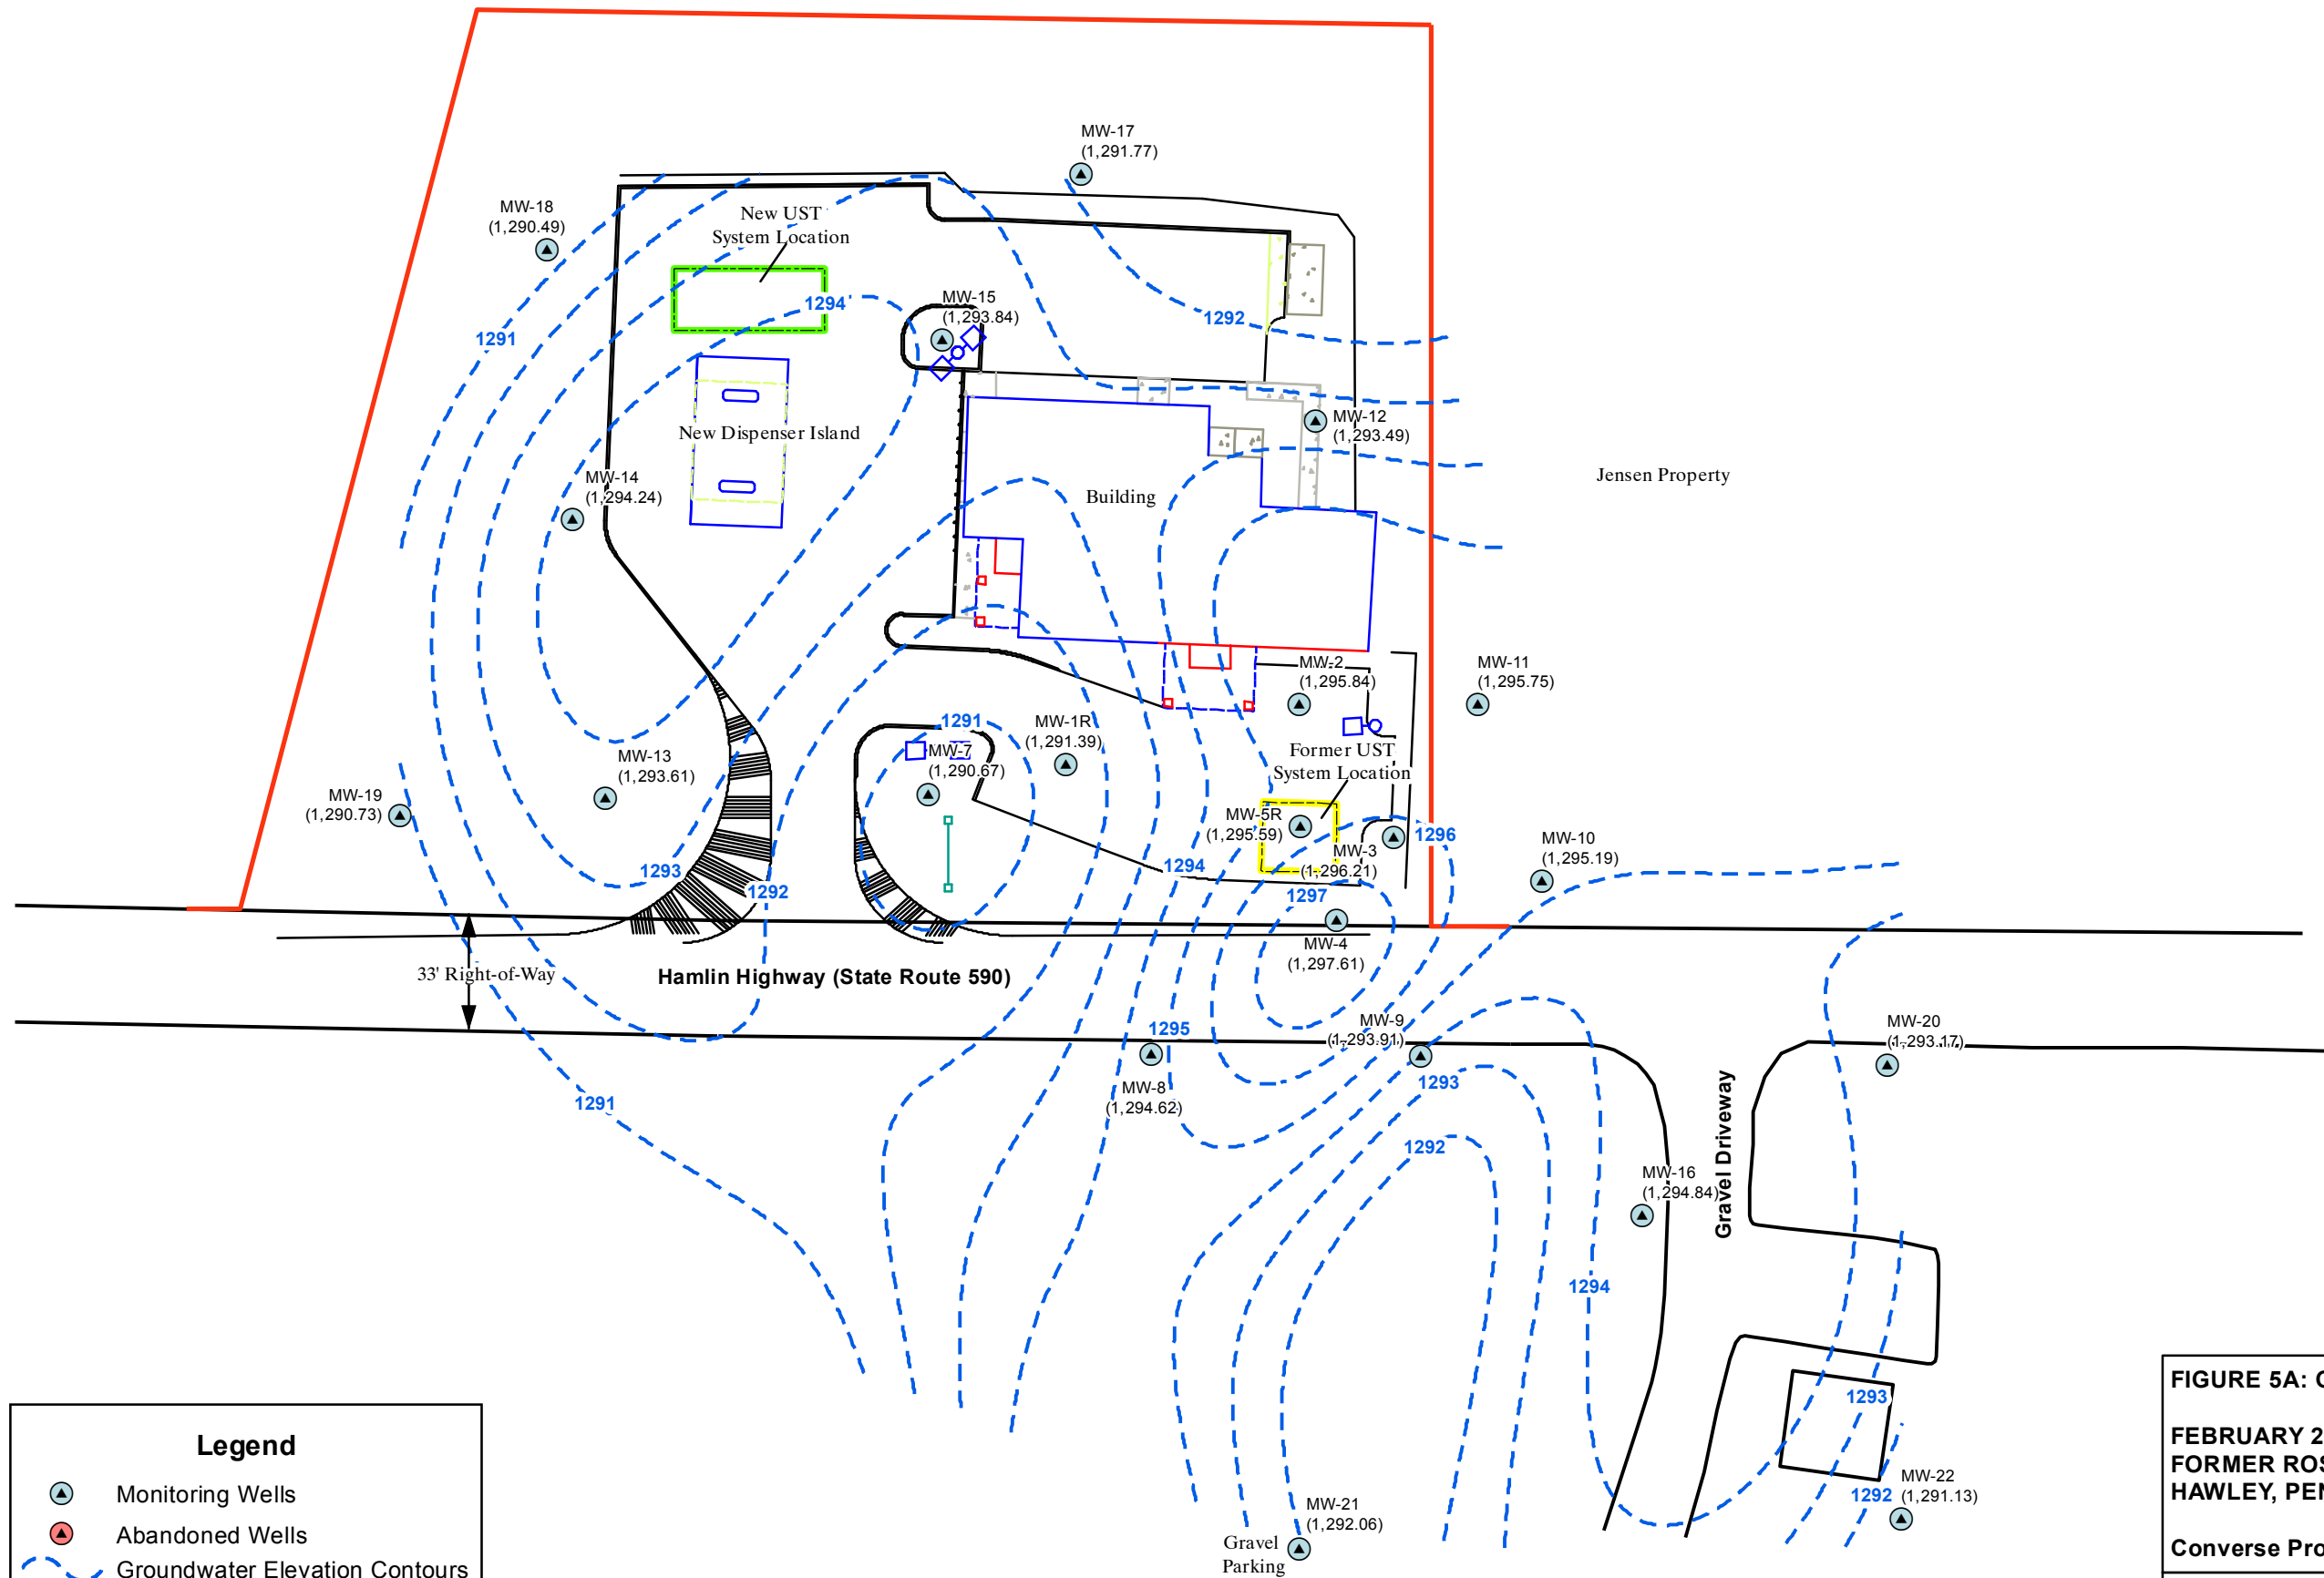 MW-17
(1,291.77)
MW-18
(1,290.49)
New UST
System Location
1294
MW-15
(1,293.84)
1291
1292
MW-12
(1,293.49)
New Dispenser Island
Jensen Property
MW-14
(1,294.24)
Building
MW-2
(1,295.84)
MW-11
(1,295.75)
1291
MW-1R
(1,291.39)
MW-7
(1,290.67)
Former UST
System Location
MW-13
(1,293.61)
MW-19
(1,290.73)
MW-5R
(1,295.59)
1296
MW-3
(1,296.21)
MW-10
(1,295.19)
1293
1292
1294
1297
MW-4
(1,297.61)
33' Right-of-Way
Hamlin Highway (State Route 590)
1295
MW-9
(1,293.91)
MW-20
(1,293.17)
1291
MW-8
(1,294.62)
1293
1292
Gravel Driveway
MW-16
(1,294.84)
1294
1293
MW-22
(1,291.13)
1292
MW-21
(1,292.06)
Gravel
Parking
Legend
Monitoring Wells
Abandoned Wells
Groundwater Elevation Contours
FIGURE 5A:
FEBRUARY 2
FORMER ROS
HAWLEY, PEN
Converse Pro